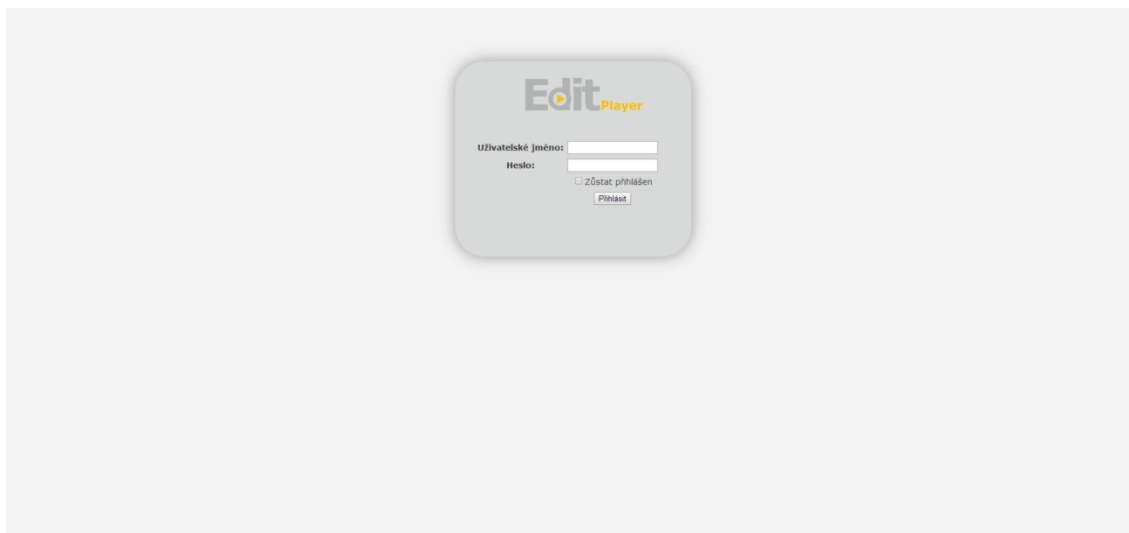 Edit Player
Uživatelské jméno:
Heslo:
Zůstat přihlášen
Přihlásit